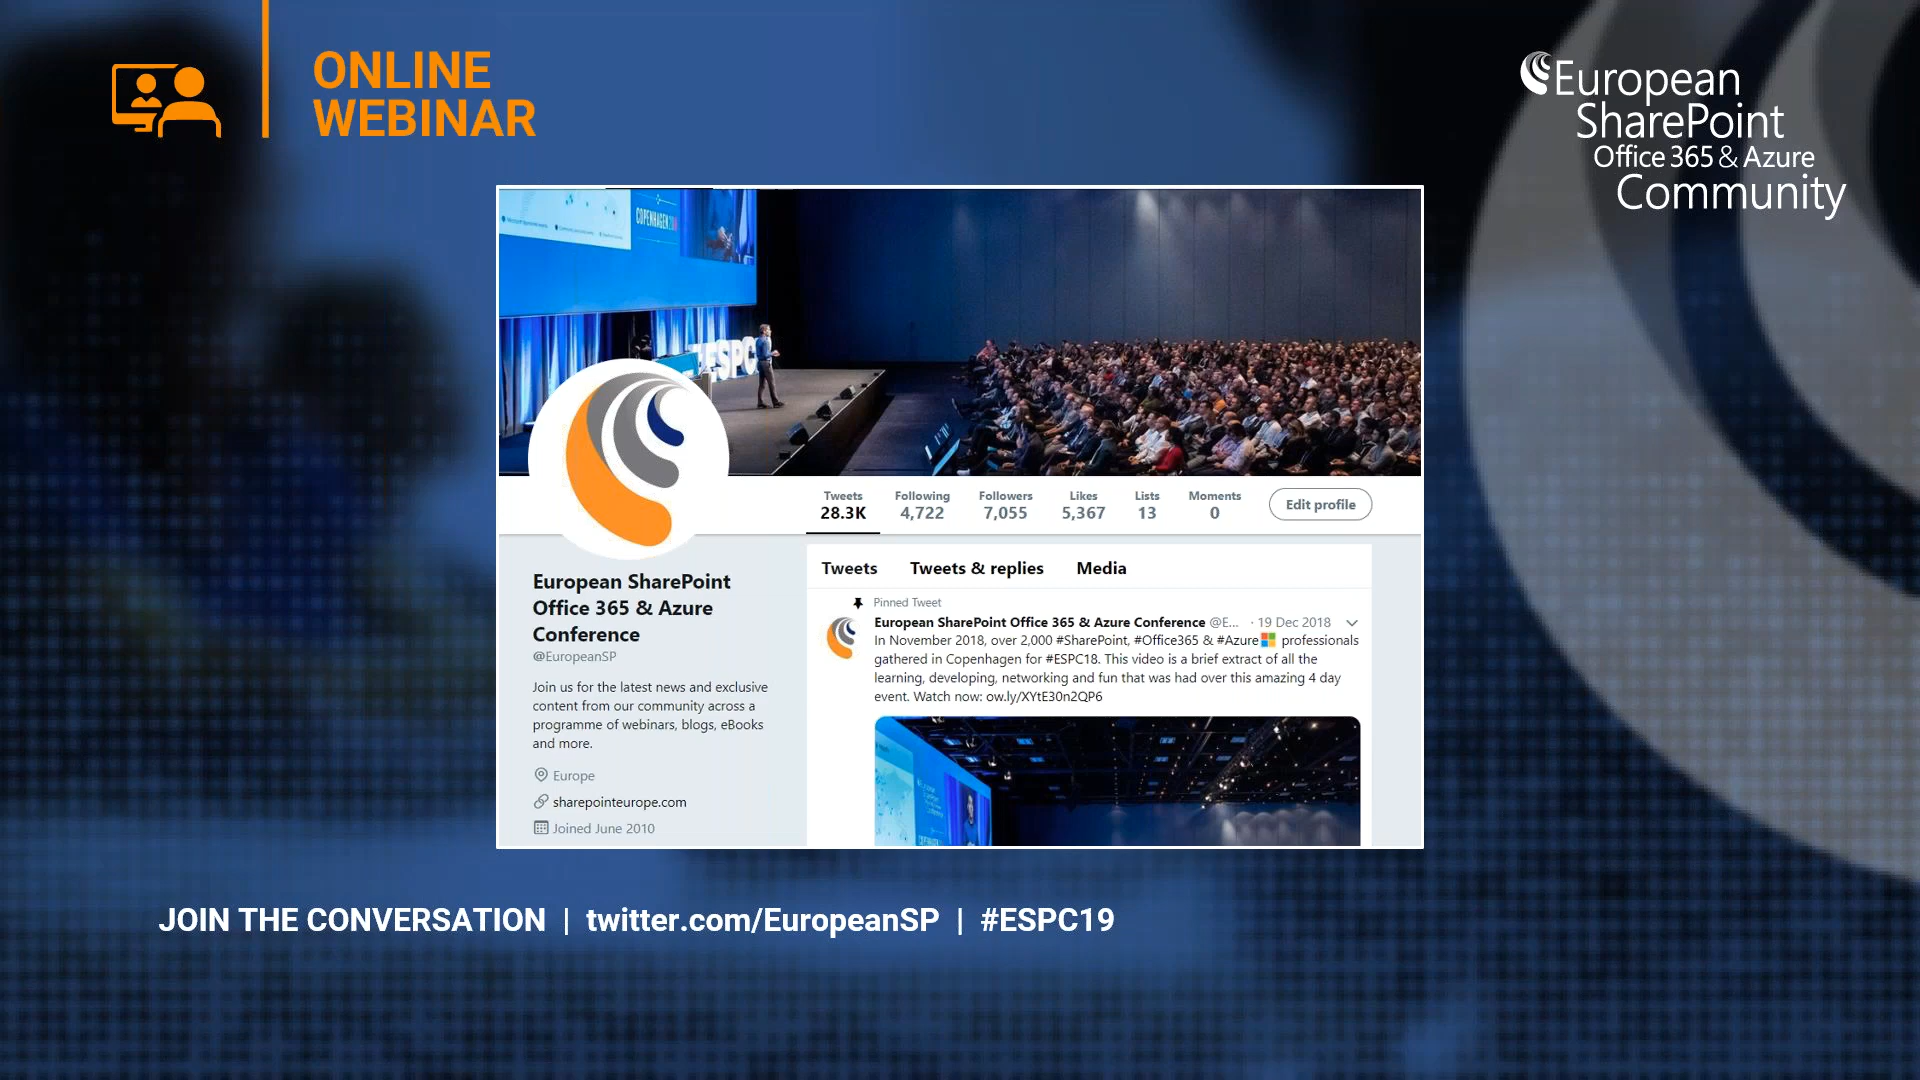 ONLINE
WEBINAR
European
SharePoint
Office 365 & Azure
Community
COPENHAGEN
#ESPC
Tweets
28.3K
Following
4,722
Followers
7,055
Likes
5,367
Lists
13
Moments
0
Edit profile
European SharePoint
Office 365 & Azure
Conference
@EuropeanSP
Join us for the latest news and exclusive
content from our community across a
programme of webinars, blogs, eBooks
and more.
Europe
sharepointeurope.com
Joined June 2010
Tweets Tweets & replies Media
Pinned Tweet
European SharePoint Office 365 & Azure Conference @E... · 19 Dec 2018
In November 2018, over 2,000 #SharePoint, #Office365 & #Azure professionals
gathered in Copenhagen for #ESPC18. This video is a brief extract of all the
learning, developing, networking and fun that was had over this amazing 4 day
event. Watch now: ow.ly/XYtE30n2QP6
JOIN THE CONVERSATION | twitter.com/EuropeanSP | #ESPC19